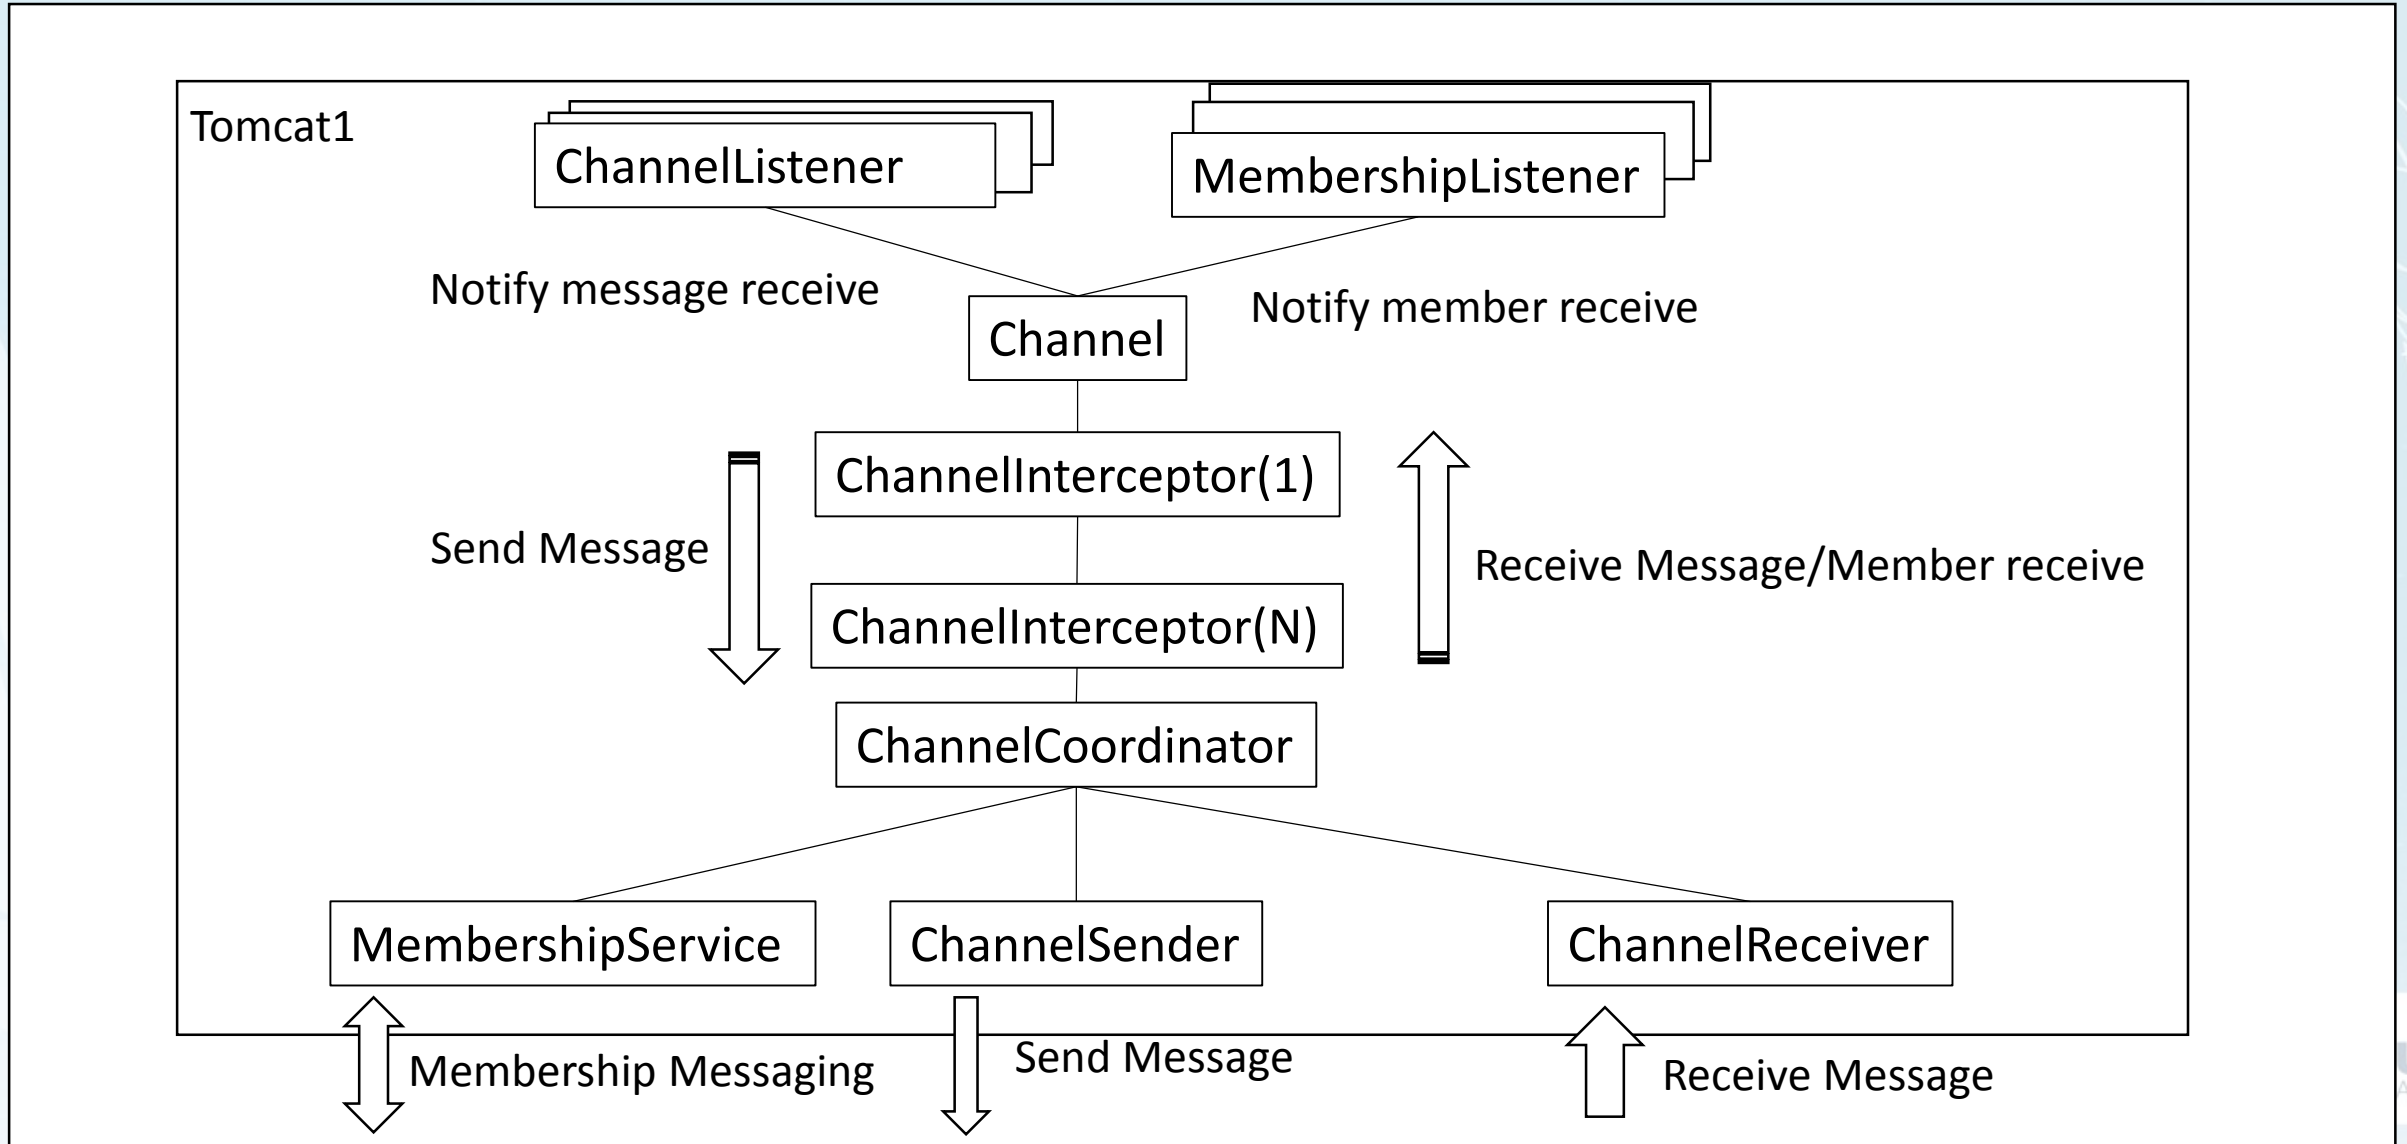 Tomcat1
ChannelListener
MembershipListener
Notify message receive
Notify member receive
Channel
ChannelInterceptor(1)
Send Message
Receive Message/Member receive
ChannelInterceptor(N)
ChannelCoordinator
MembershipService
ChannelSender
ChannelReceiver
Membership Messaging
Send Message
Receive Message